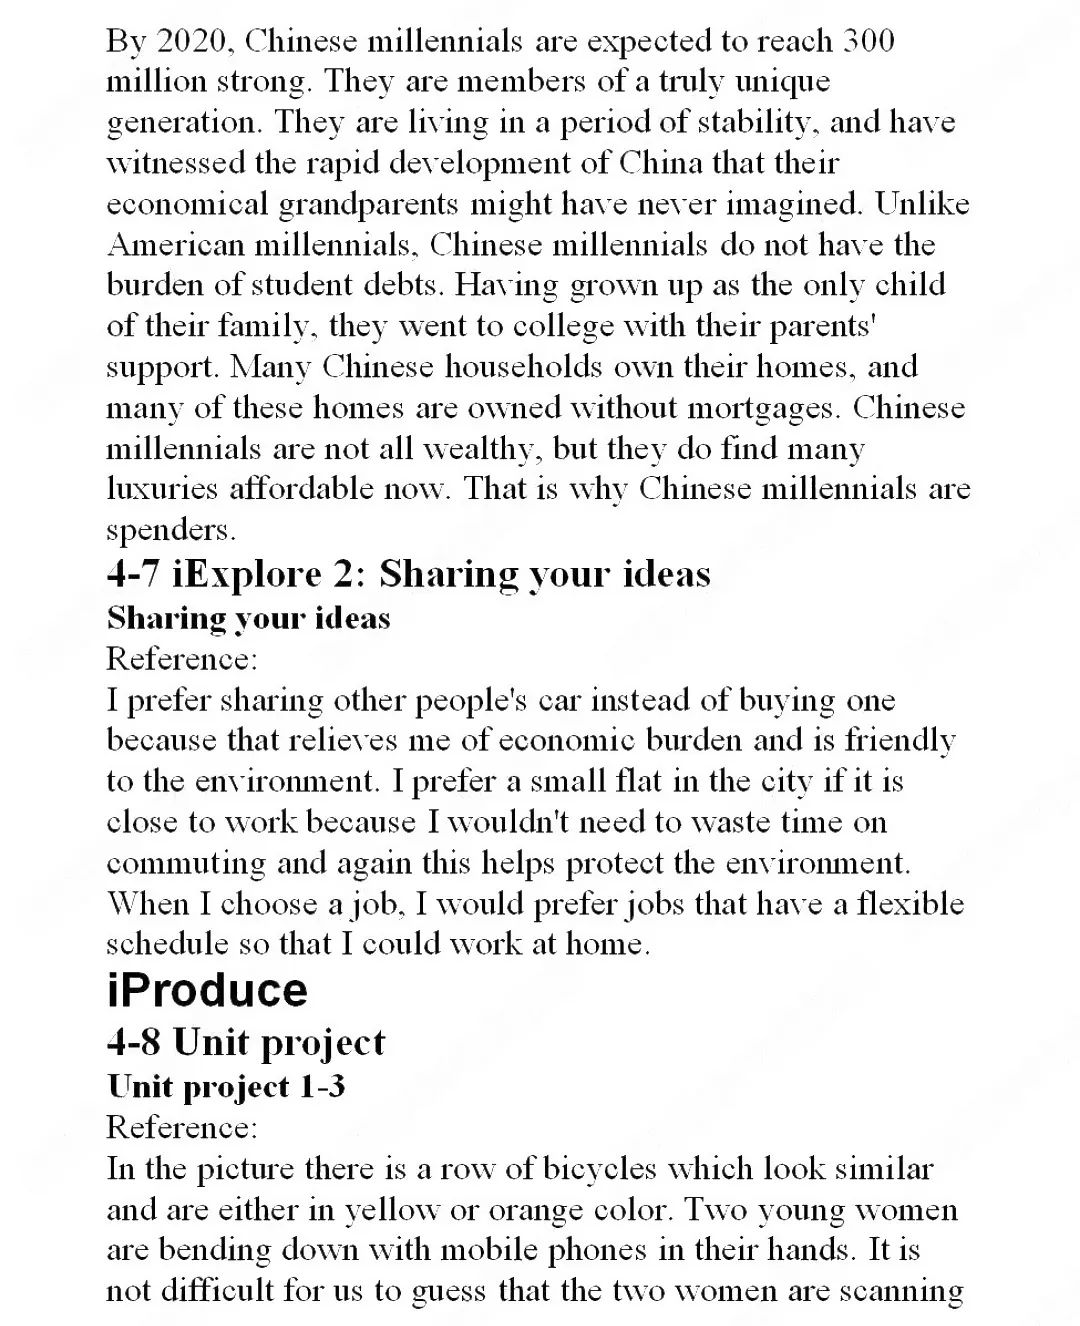 By 2020, Chinese millennials are expected to reach 300
million strong. They are members of a truly unique
generation. They are living in a period of stability, and have
witnessed the rapid development of China that their
economical grandparents might have never imagined. Unlike
American millennials, Chinese millennials do not have the
burden of student debts. Having grown up as the only child
of their family, they went to college with their parents'
support. Many Chinese households own their homes, and
many of these homes are owned without mortgages. Chinese
millennials are not all wealthy, but they do find many
luxuries affordable now. That is why Chinese millennials are
spenders.
4-7 iExplore 2: Sharing your ideas
Sharing your ideas
Reference:
I prefer sharing other people's car instead of buying one
because that relieves me of economic burden and is friendly
to the environment. I prefer a small flat in the city if it is
close to work because I wouldn't need to waste time on
commuting and again this helps protect the environment.
When I choose a job, I would prefer jobs that have a flexible
schedule so that I could work at home.
iProduce
4-8 Unit project
Unit project 1-3
Reference:
In the picture there is a row of bicycles which look similar
and are either in yellow or orange color. Two young women
are bending down with mobile phones in their hands. It is
not difficult for us to guess that the two women are scanning